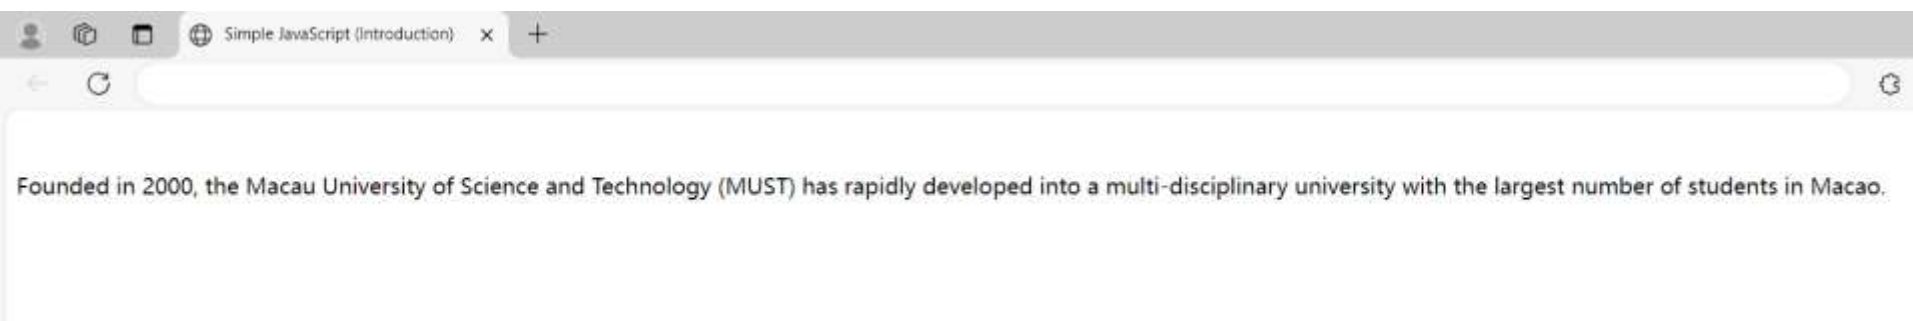 Simple JavaScript (Introduction)
Founded in 2000, the Macau University of Science and Technology (MUST) has rapidly developed into a multi-disciplinary university with the largest number of students in Macao.